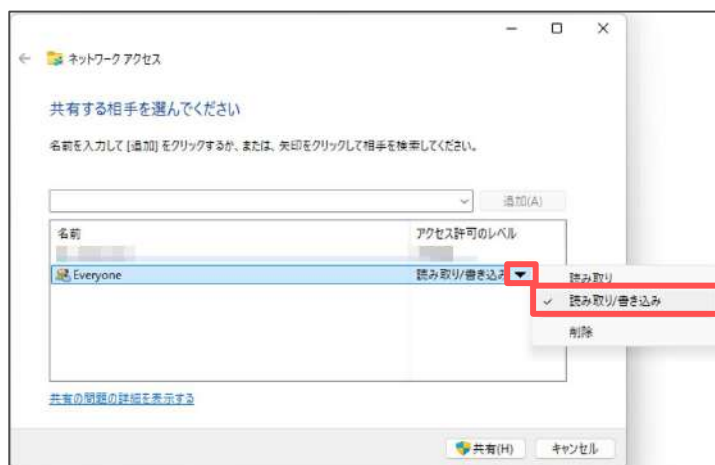 ネットワーク アクセス
共有する相手を選んでください
名前を入力して [追加] をクリックするか、または、矢印をクリックして相手を検索してください。
追加(A)
名前 アクセス許可のレベル
Everyone 読み取り/書き込み
読み取り
読み取り/書き込み
削除
共有の問題の詳細を表示する
共有(H) キャンセル